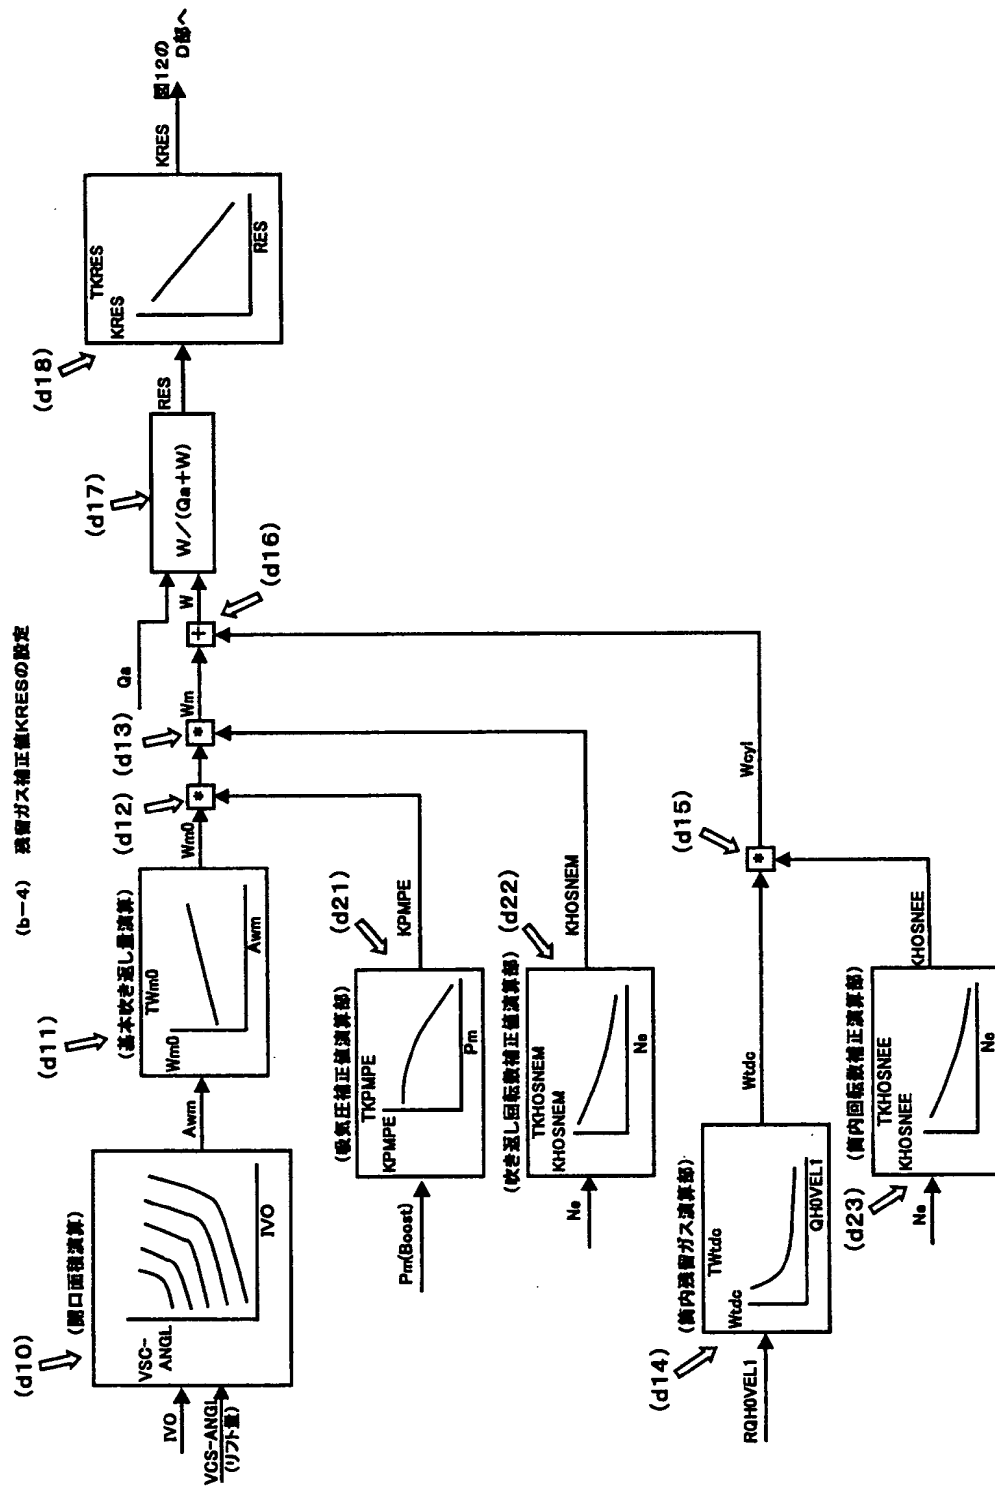 (b-4) 残留ガス補正値KRESの設定
(d10)
(開口面積演算)
VSC-
ANGL
IVO
IVO
VCS-ANGL
(リフト量)
Awm
(d11)
(基本吹き返し量演算)
TWm0
Wm0
Awm
Wm0
(d12)
*
(d13)
*
Wm
Qa
+
(d16)
W
(d17)
W/(Qa+W)
RES
(d18)
TKRES
KRES
RES
KRES
図12の
D部へ
(d21)
(吸気圧補正値演算部)
TKPMPE
KPMPE
Pm
Pm(Boost)
KPMPE
(d22)
(吹き返し回転数補正値演算部)
TKHOSNEM
KHOSNEM
Ne
Ne
KHOSNEM
(d14)
(筒内残留ガス演算部)
TWtdc
Wtdc
QH0VEL1
RQH0VEL1
Wtdc
(d15)
*
Wcyl
(d23)
(筒内回転数補正演算部)
TKHOSNEE
KHOSNEE
Ne
Ne
KHOSNEE